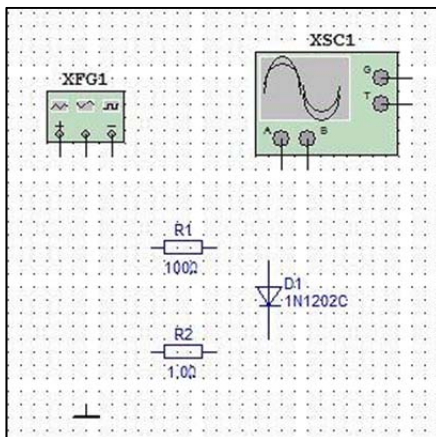 XSC1
XFG1
G
T
A
B
+
−
R1
100Ω
D1
1N1202C
R2
1.0Ω